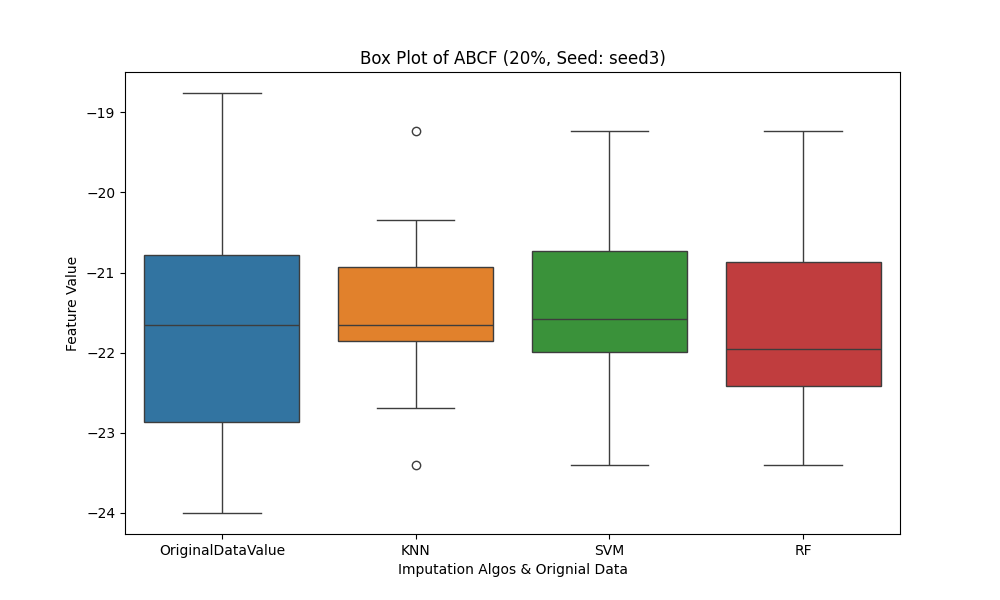 Box Plot of ABCF (20%, Seed: seed3)
Feature Value
−19
−20
−21
−22
−23
−24
OriginalDataValue
KNN
SVM
RF
Imputation Algos & Orignial Data